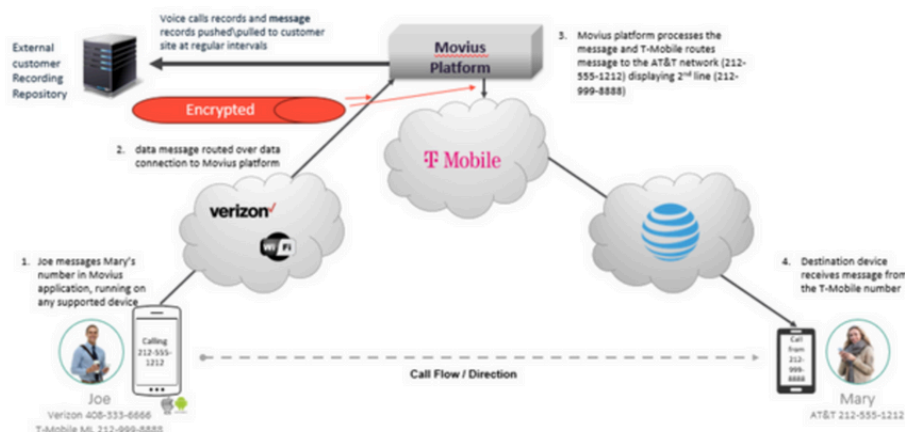 Voice calls records and message
records pushed\pulled to customer
site at regular intervals
External
customer
Recording
Repository
Movius
Platform
3. Movius platform processes the
message and T-Mobile routes
message to the AT&T network (212-
555-1212) displaying 2nd line (212-
999-8888)
Encrypted
2. data message routed over data
connection to Movius platform
T Mobile
verizon
Wi Fi
1. Joe messages Mary's
number in Movius
application, running on
any supported device
4. Destination device
receives message from
the T-Mobile number
Calling
212-555-
1212
Call
from
212-
999-
8888
Call Flow / Direction
Joe
Verizon 408-333-6666
T-Mobile ML 212-999-8888
Mary
AT&T 212-555-1212